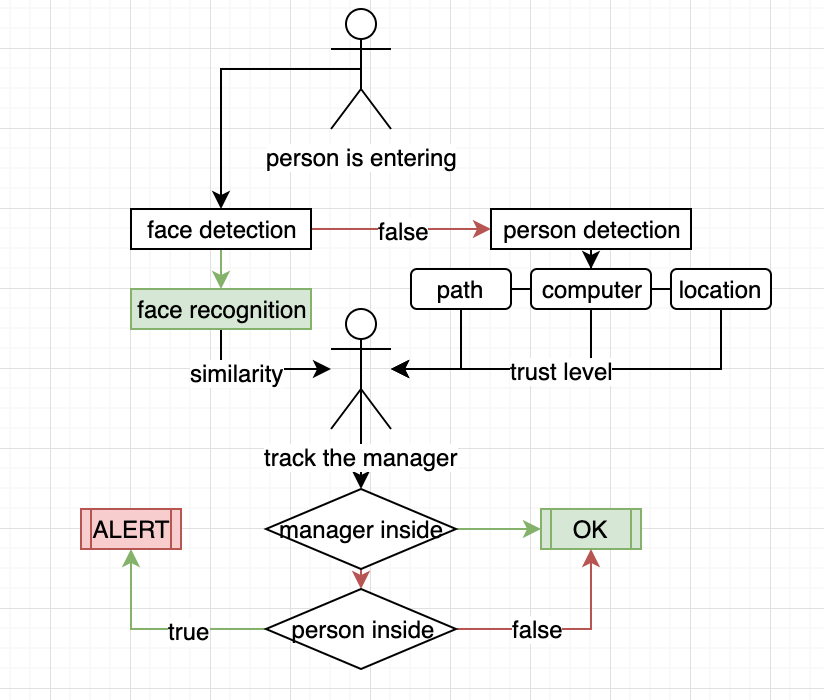 person is entering
face detection
false
person detection
face recognition
path
computer
location
similarity
trust level
track the manager
ALERT
manager inside
OK
true
person inside
false